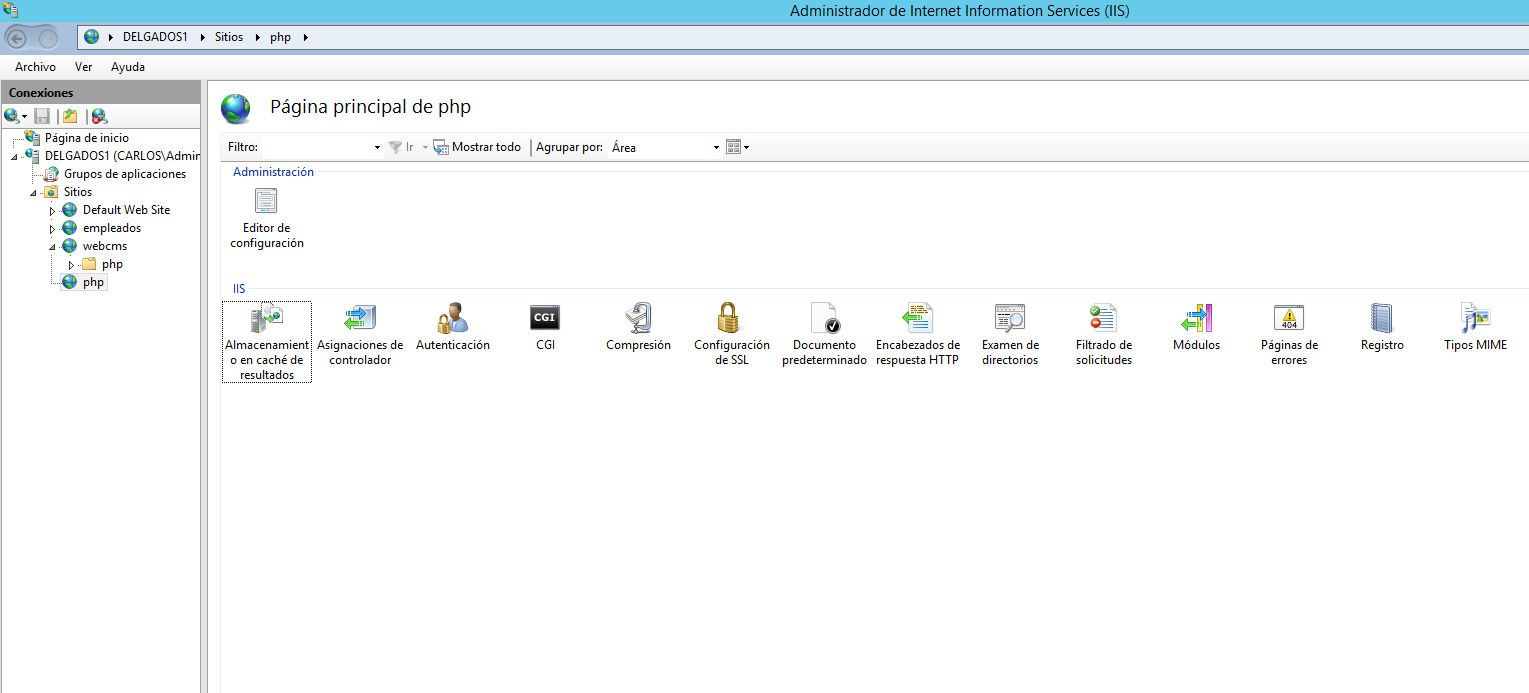 Administrador de Internet Information Services (IIS)
DELGADOS1 Sitios php
Archivo Ver Ayuda
Conexiones
Página de inicio
DELGADOS1 (CARLOS\Admin
Grupos de aplicaciones
Sitios
Default Web Site
empleados
webcms
php
php
Página principal de php
Filtro: Ir Mostrar todo Agrupar por: Área
Administración
Editor de
configuración
IIS
Almacenamient
o en caché de
resultados
Asignaciones de
controlador
Autenticación
CGI
CGI
Compresión
Configuración
de SSL
Documento
predeterminado
Encabezados de
respuesta HTTP
Examen de
directorios
Filtrado de
solicitudes
Módulos
404
Páginas de
errores
Registro
Tipos MIME